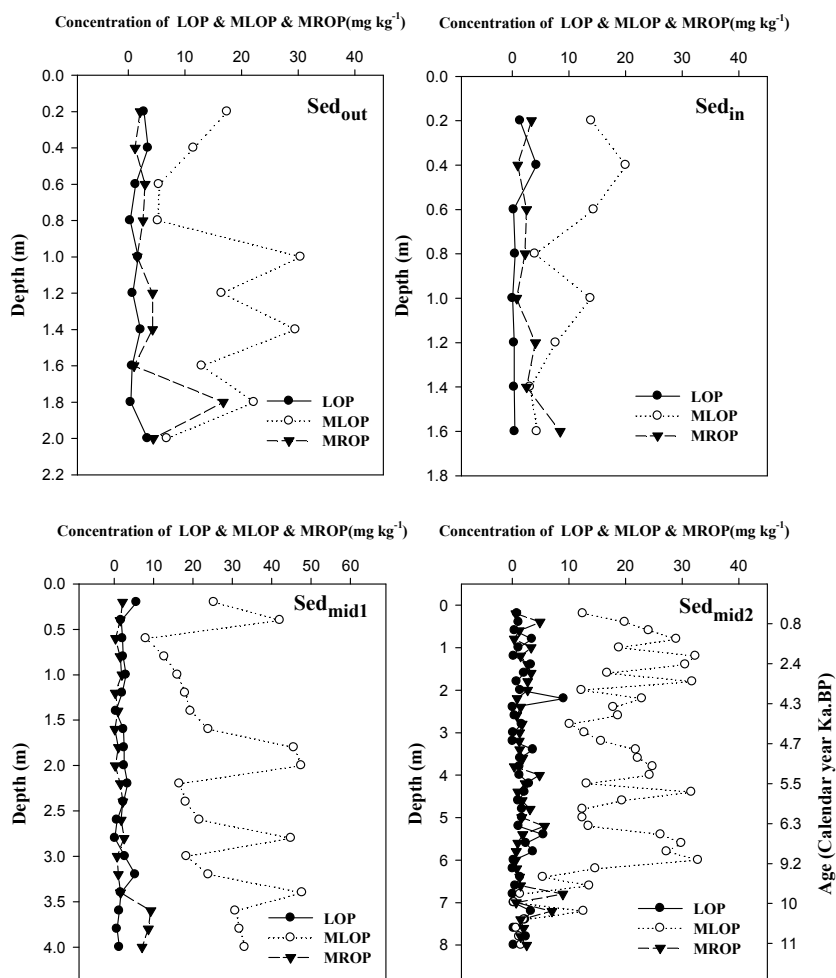 Concentration of LOP & MLOP & MROP(mg kg-1)
0 10 20 30 40
Sedout
0.0
0.2
0.4
0.6
0.8
1.0
1.2
1.4
1.6
1.8
2.0
2.2
Depth (m)
LOP
MLOP
MROP
Concentration of LOP & MLOP & MROP(mg kg-1)
0 10 20 30 40
Sedin
0.0
0.2
0.4
0.6
0.8
1.0
1.2
1.4
1.6
1.8
Depth (m)
LOP
MLOP
MROP
Concentration of LOP & MLOP & MROP(mg kg-1)
0 10 20 30 40 50 60
Sedmid1
0.0
0.5
1.0
1.5
2.0
2.5
3.0
3.5
4.0
Depth (m)
LOP
MLOP
MROP
Concentration of LOP & MLOP & MROP(mg kg-1)
0 10 20 30 40
Sedmid2
0
1
2
3
4
5
6
7
8
Depth (m)
LOP
MLOP
MROP
0.8
2.4
4.3
4.7
5.5
6.3
9.2
10
11
Age (Calendar year Ka.BP)